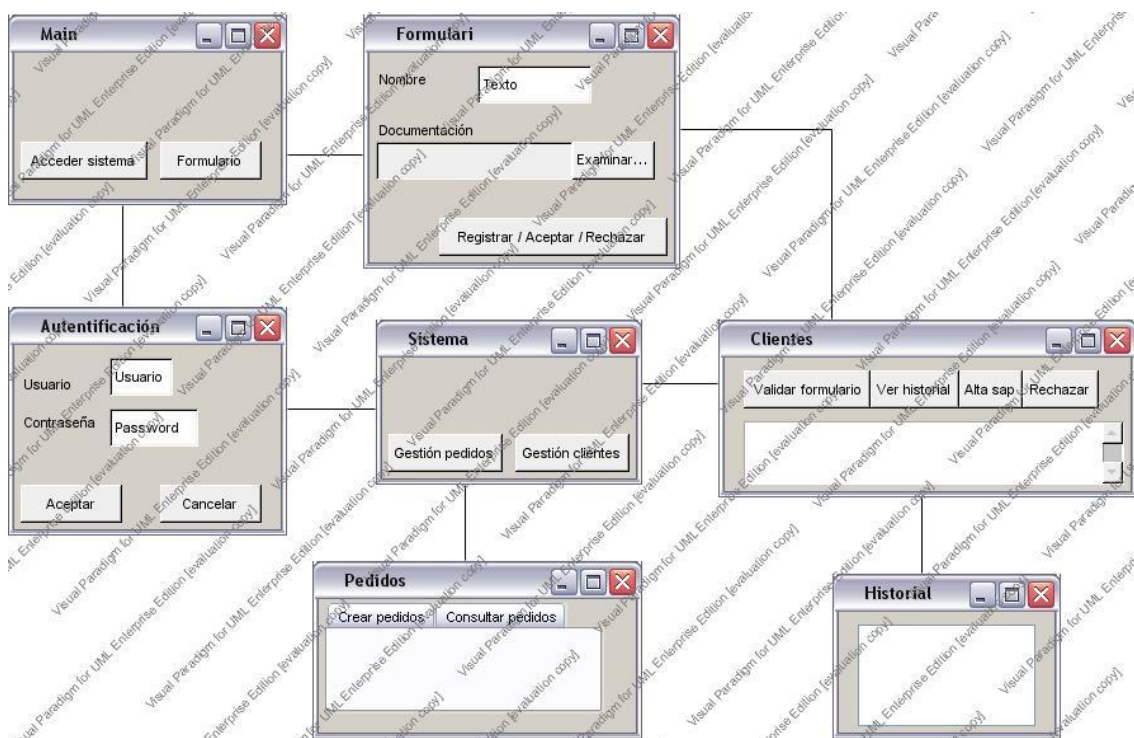 Main
Acceder sistema
Formulario
Formulari
Nombre
Texto
Documentación
Examinar...
Registrar / Aceptar / Rechazar
Autentificación
Usuario
Usuario
Contraseña
Password
Aceptar
Cancelar
Sistema
Gestión pedidos
Gestión clientes
Clientes
Validar formulario
Ver historial
Alta sap
Rechazar
Pedidos
Crear pedidos
Consultar pedidos
Historial
Visual Paradigm for UML Enterprise Edition [evaluation copy]